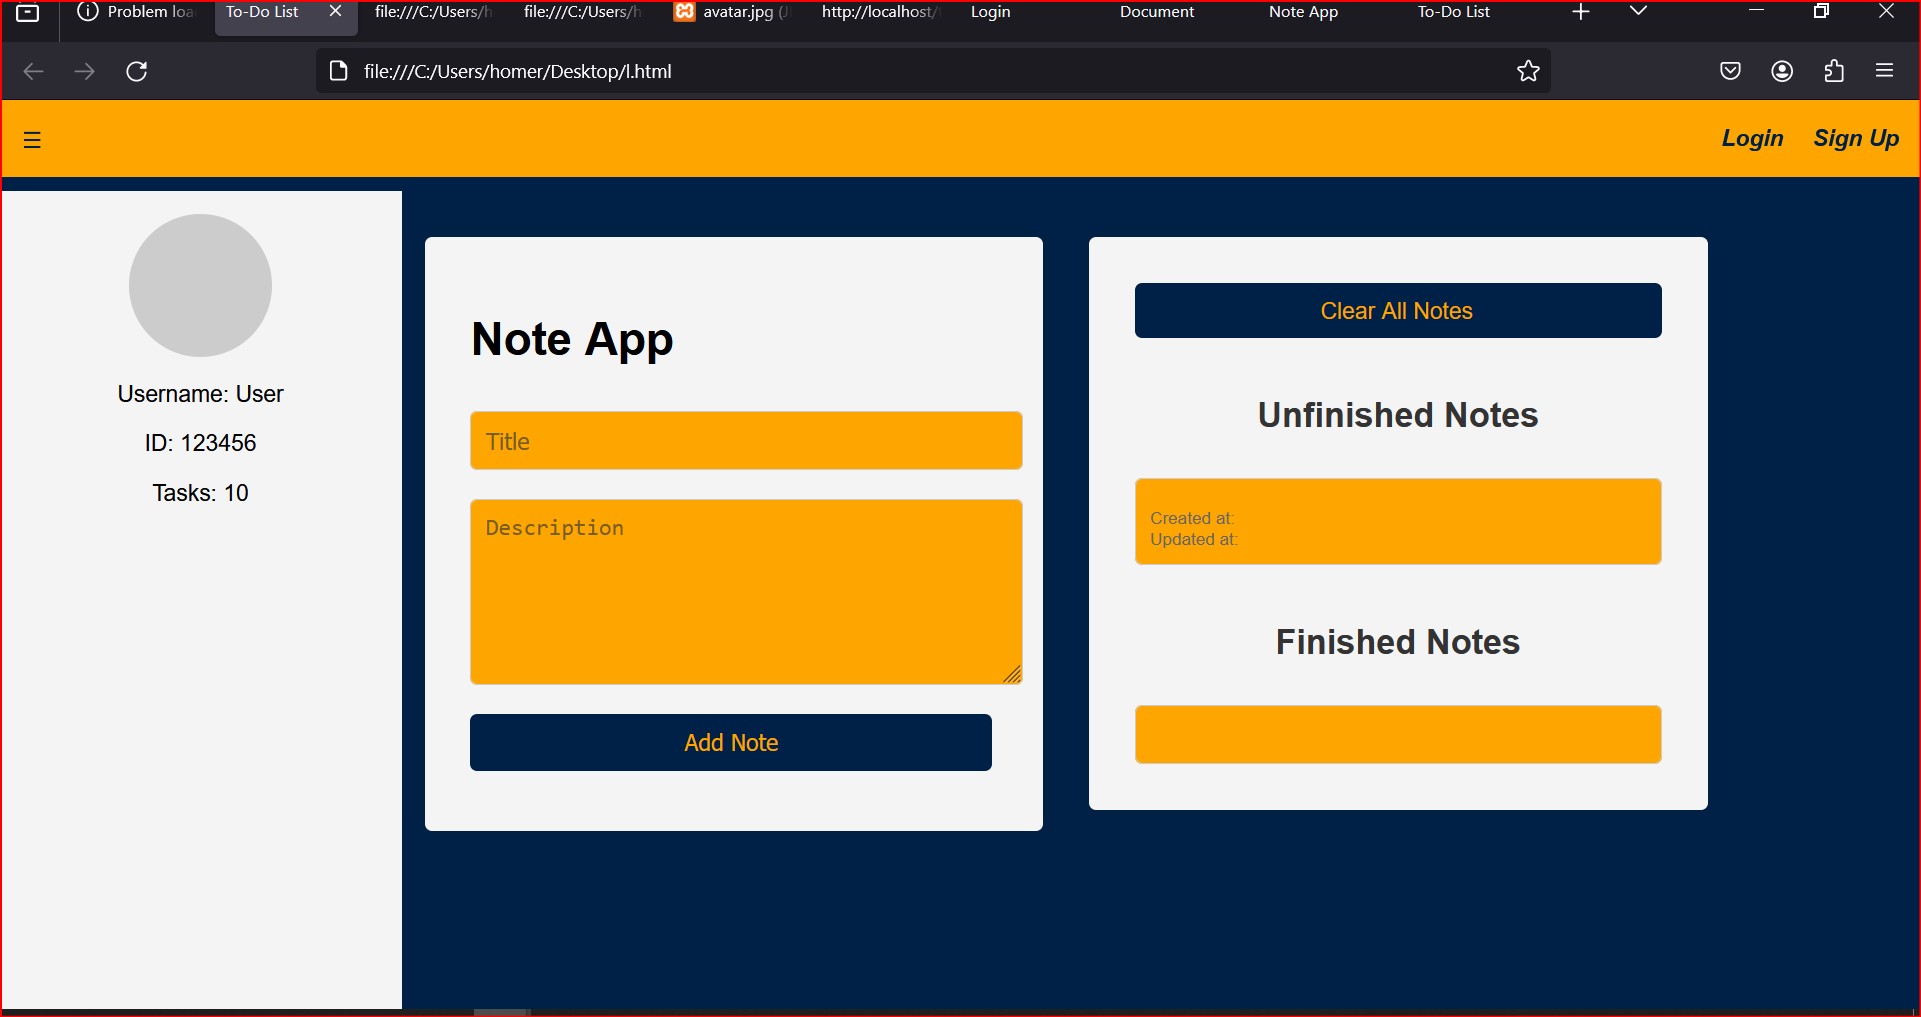 Problem loa
To-Do List
file:///C:/Users/h
file:///C:/Users/h
avatar.jpg (J
http://localhost/
Login
Document
Note App
To-Do List
file:///C:/Users/homer/Desktop/l.html
☰
Login Sign Up
Username: User
ID: 123456
Tasks: 10
Note App
Title
Description
Add Note
Clear All Notes
Unfinished Notes
Created at:
Updated at:
Finished Notes